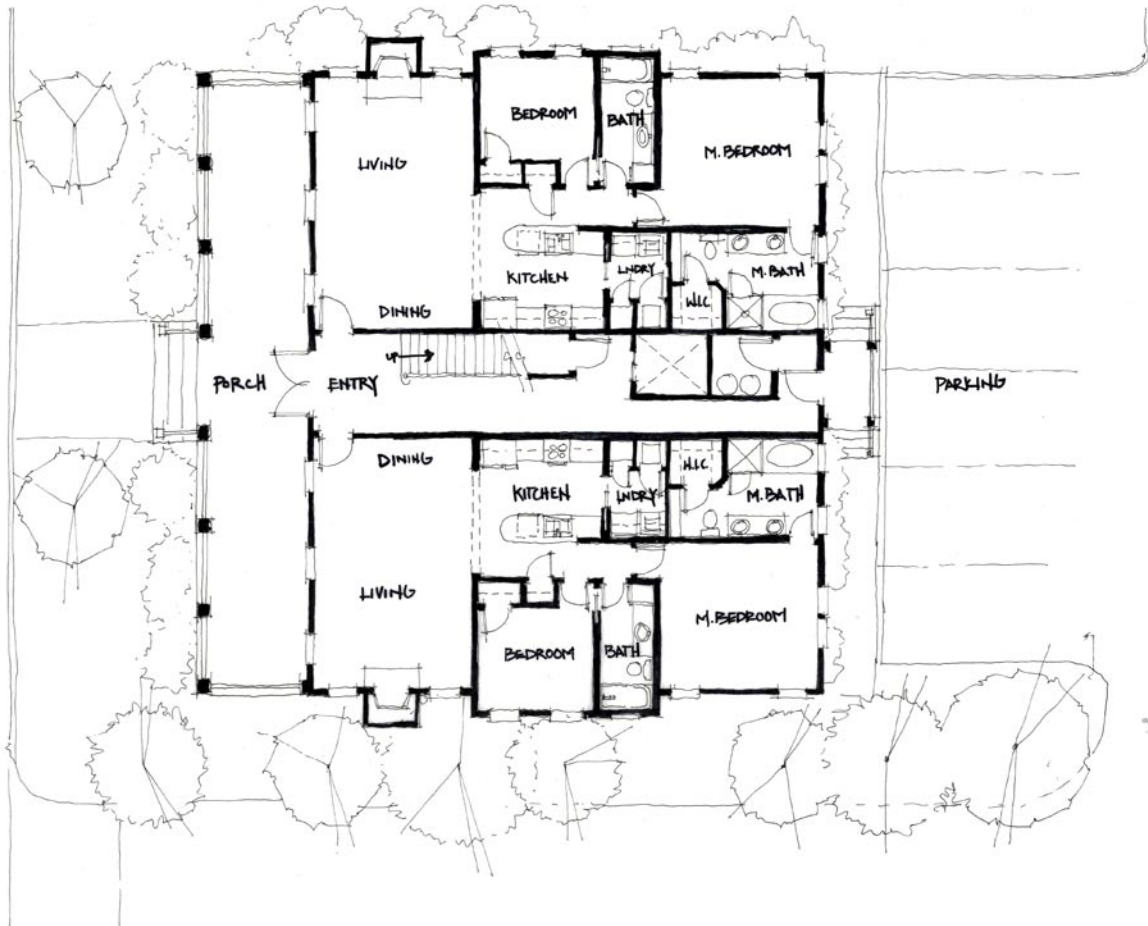 BEDROOM
BATH
LIVING
M. BEDROOM
KITCHEN
LNDRY
M. BATH
W.I.C
DINING
UP
PORCH
ENTRY
PARKING
DINING
KITCHEN
LNDRY
W.I.C
M. BATH
LIVING
M. BEDROOM
BEDROOM
BATH